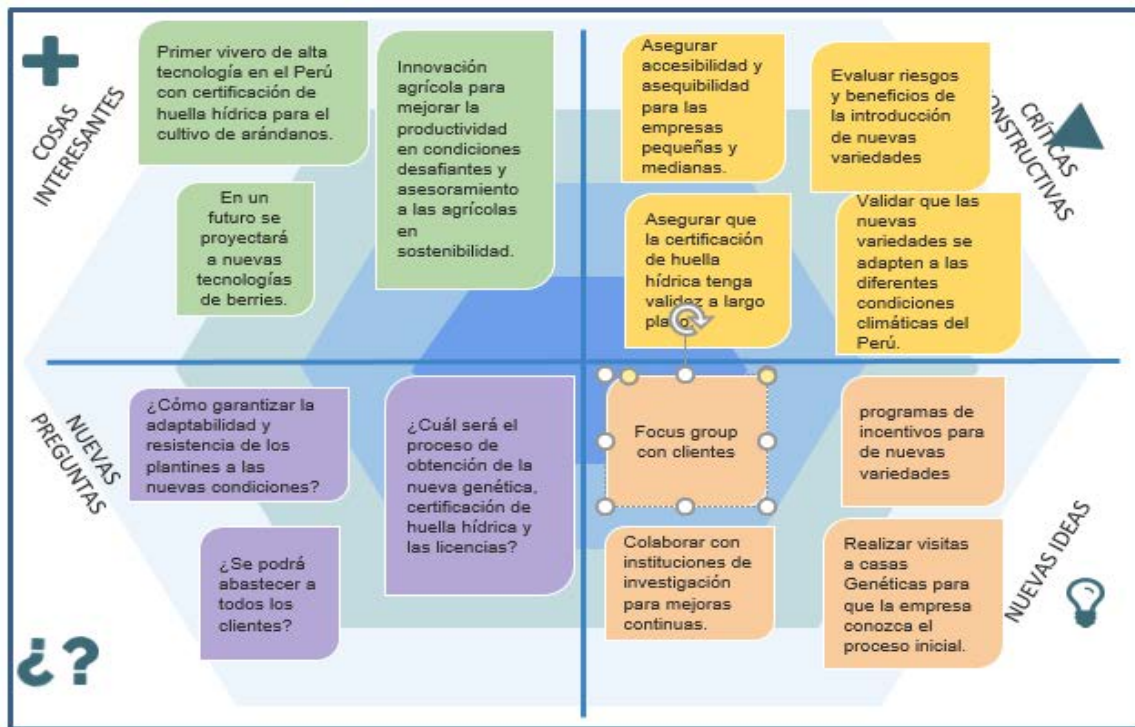 COSAS
INTERESANTES
Primer vivero de alta
tecnología en el Perú
con certificación de
huella hídrica para el
cultivo de arándanos.
En un
futuro se
proyectará
a nuevas
tecnologías
de berries.
Innovación
agrícola para
mejorar la
productividad
en condiciones
desafiantes y
asesoramiento
a las agrícolas
en
sostenibilidad.
Asegurar
accesibilidad y
asequibilidad
para las
empresas
pequeñas y
medianas.
Evaluar riesgos
y beneficios de
la introducción
de nuevas
variedades
Asegurar que
la certificación
de huella
hídrica tenga
validez a largo
plazo.
Validar que las
nuevas
variedades se
adapten a las
diferentes
condiciones
climáticas del
Perú.
CRÍTICAS
CONSTRUCTIVAS
NUEVAS
PREGUNTAS
¿Cómo garantizar la
adaptabilidad y
resistencia de los
plantines a las
nuevas condiciones?
¿Se podrá
abastecer a
todos los
clientes?
¿Cuál será el
proceso de
obtención de la
nueva genética,
certificación de
huella hídrica y
las licencias?
Focus group
con clientes
programas de
incentivos para
de nuevas
variedades
Colaborar con
instituciones de
investigación
para mejoras
continuas.
Realizar visitas
a casas
Genéticas para
que la empresa
conozca el
proceso inicial.
NUEVAS IDEAS
¿?